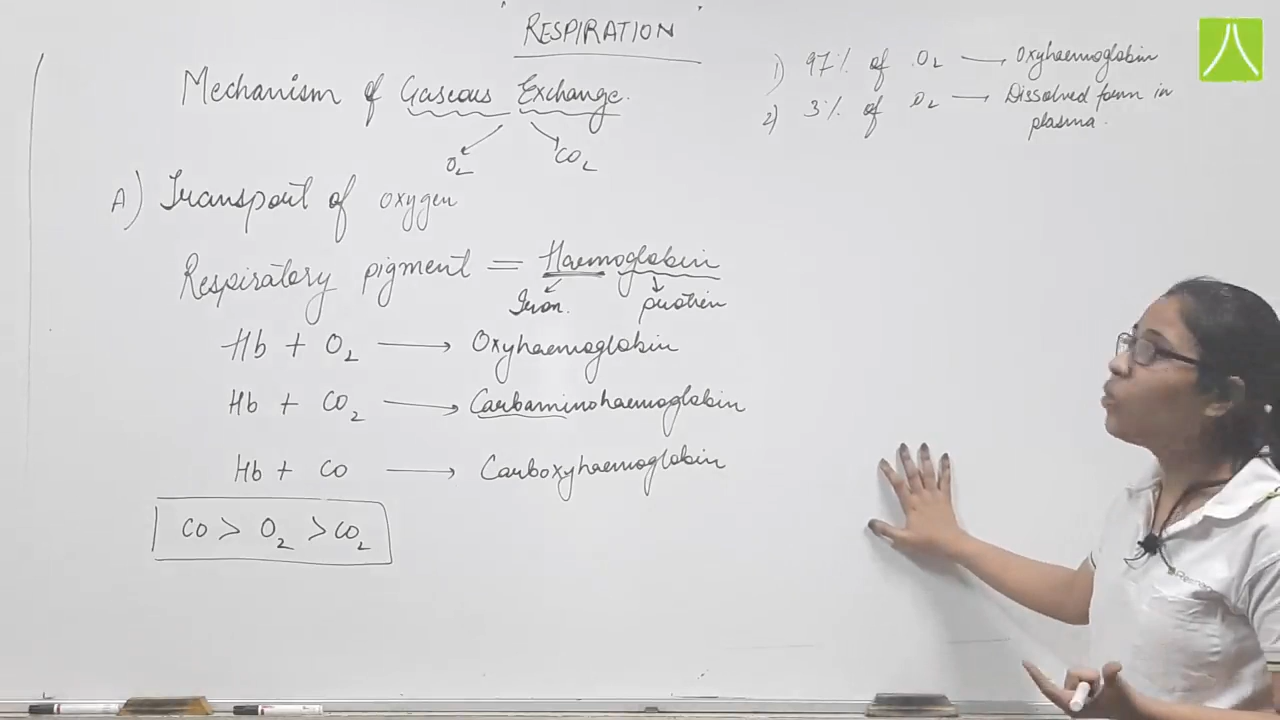 RESPIRATION
Mechanism of Gaseous Exchange.
O2 CO2
A) Transport of oxygen
Respiratory pigment = Haemoglobin
Iron. protein
Hb + O2 → Oxyhaemoglobin
Hb + CO2 → Carbaminohaemoglobin
Hb + CO → Carboxyhaemoglobin
CO > O2 > CO2
1) 97% of O2 → Oxyhaemoglobin
2) 3% of O2 → Dissolved form in
plasma.